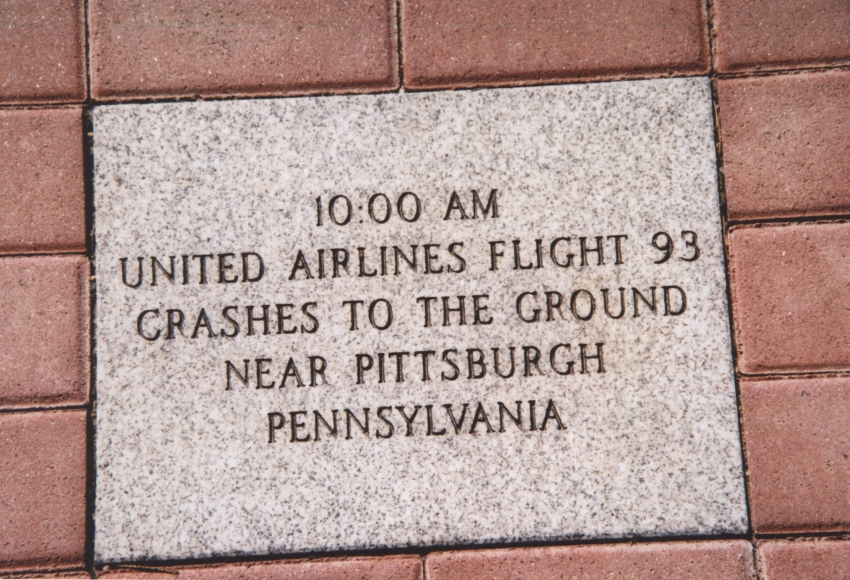 10:00 AM
UNITED AIRLINES FLIGHT 93
CRASHES TO THE GROUND
NEAR PITTSBURGH
PENNSYLVANIA